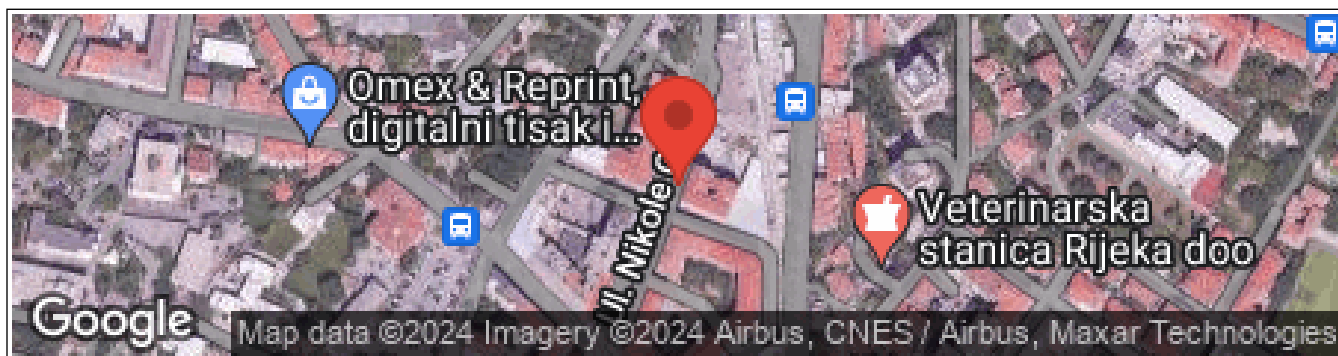 Omex & Reprint,
digitalni tisak i...
Ul. Nikole
Veterinarska
stanica Rijeka doo
Google
Map data ©2024 Imagery ©2024 Airbus, CNES / Airbus, Maxar Technologies